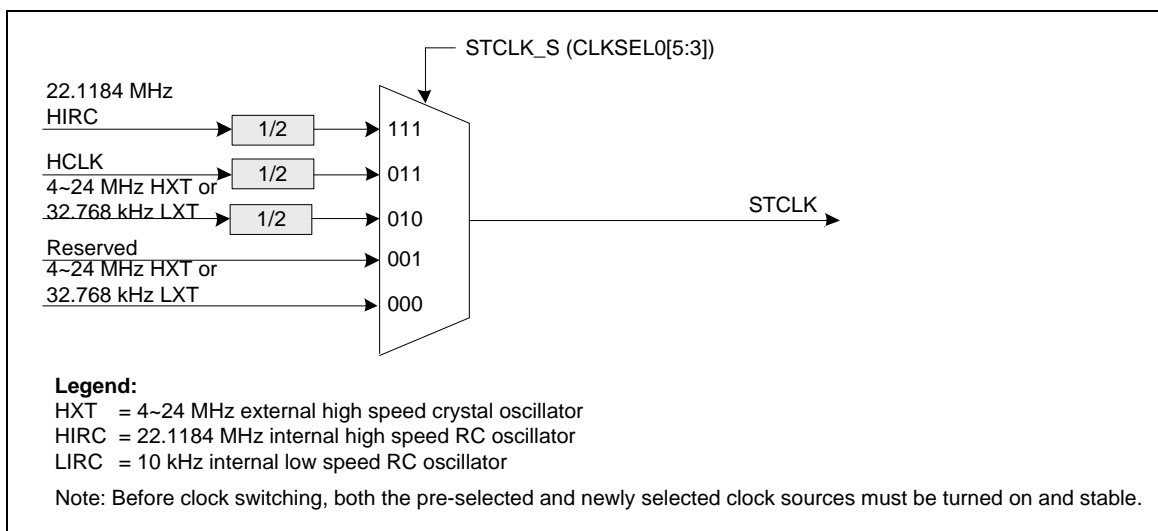 STCLK_S (CLKSEL0[5:3])
22.1184 MHz
HIRC
1/2
111
HCLK
1/2
011
4~24 MHz HXT or
32.768 kHz LXT
1/2
010
STCLK
Reserved
001
4~24 MHz HXT or
32.768 kHz LXT
000
Legend:
HXT = 4~24 MHz external high speed crystal oscillator
HIRC = 22.1184 MHz internal high speed RC oscillator
LIRC = 10 kHz internal low speed RC oscillator
Note: Before clock switching, both the pre-selected and newly selected clock sources must be turned on and stable.